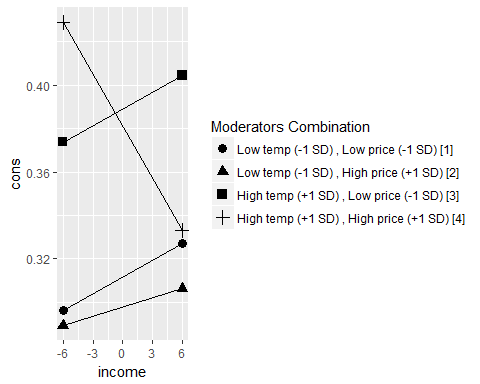 0.40
0.36
0.32
cons
-6 -3 0 3 6
income
Moderators Combination
Low temp (-1 SD) , Low price (-1 SD) [1]
Low temp (-1 SD) , High price (+1 SD) [2]
High temp (+1 SD) , Low price (-1 SD) [3]
High temp (+1 SD) , High price (+1 SD) [4]